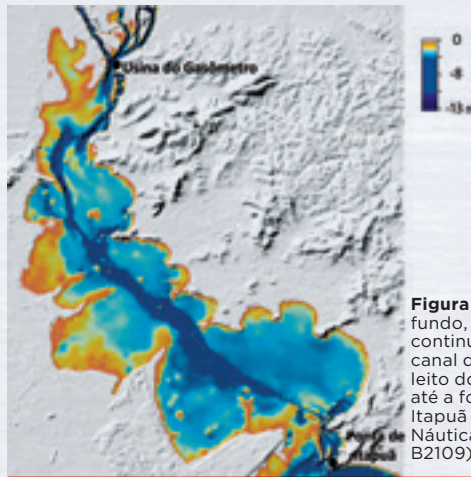 Usina do Gasômetro
0
-8
-13
Ponta de
Itapuã
Figura
fundo,
continu
canal d
leito do
até a fo
Itapuã
Náutica
B2109)